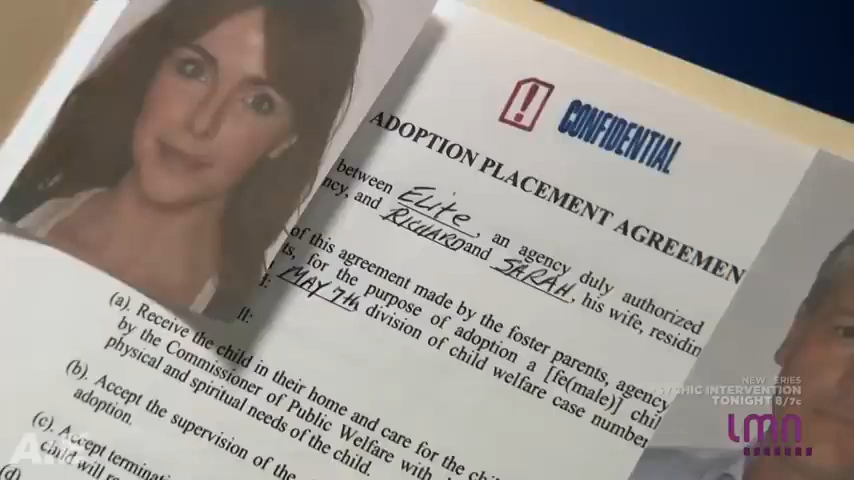 CONFIDENTIAL
ADOPTION PLACEMENT AGREEMEN
between Elite, an agency duly authorized
ncy, and RICHARD and SARAH, his wife, residin
of this agreement made by the foster parents, agency
ts, for the purpose of adoption a [fe(male)] chil
I: MAY 7th division of child welfare case number
II:
(a). Receive the child in their home and care for the
by the Commissioner of Public Welfare with
physical and spiritual needs of the child.
(b). Accept the supervision of the
adoption.
(c). Accept
child will
(d)
NEW SERIES
PSYCHIC INTERVENTION
TONIGHT 8/7c
lmn